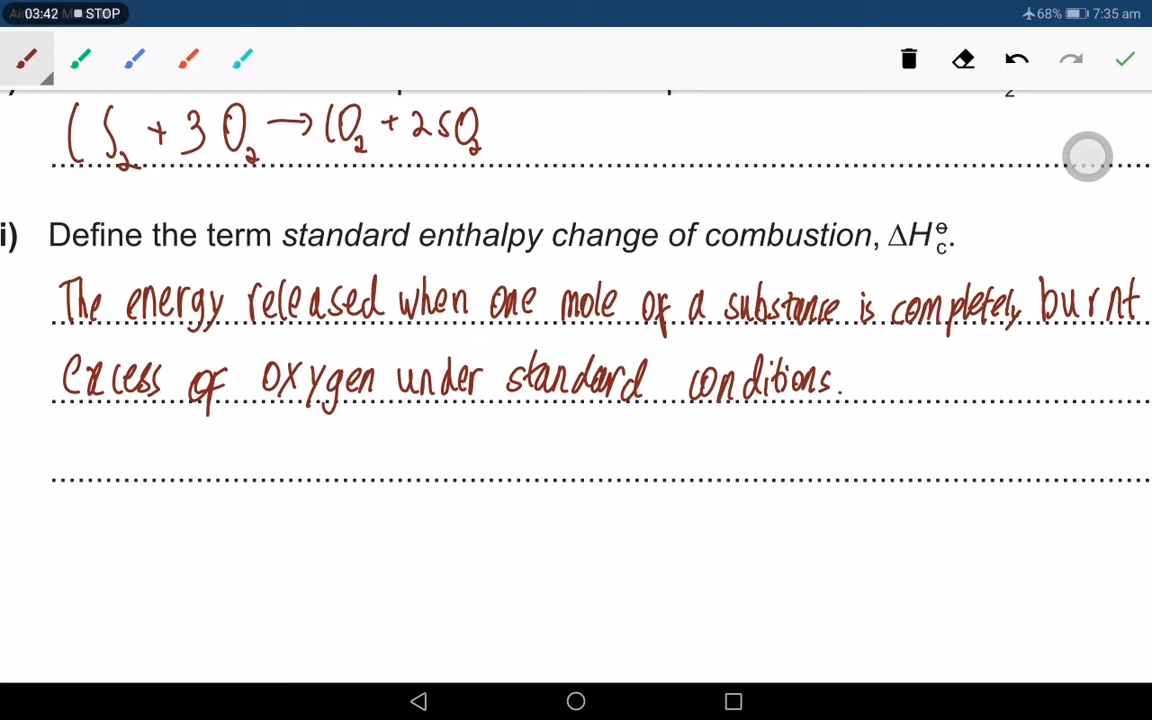 03:42 STOP 68% 7:35 am
CS₂ + 3O₂ → CO₂ + 2SO₂
i) Define the term standard enthalpy change of combustion, ΔH꜀⊖.
The energy released when one mole of a substance is completely burnt
excess of oxygen under standard conditions.